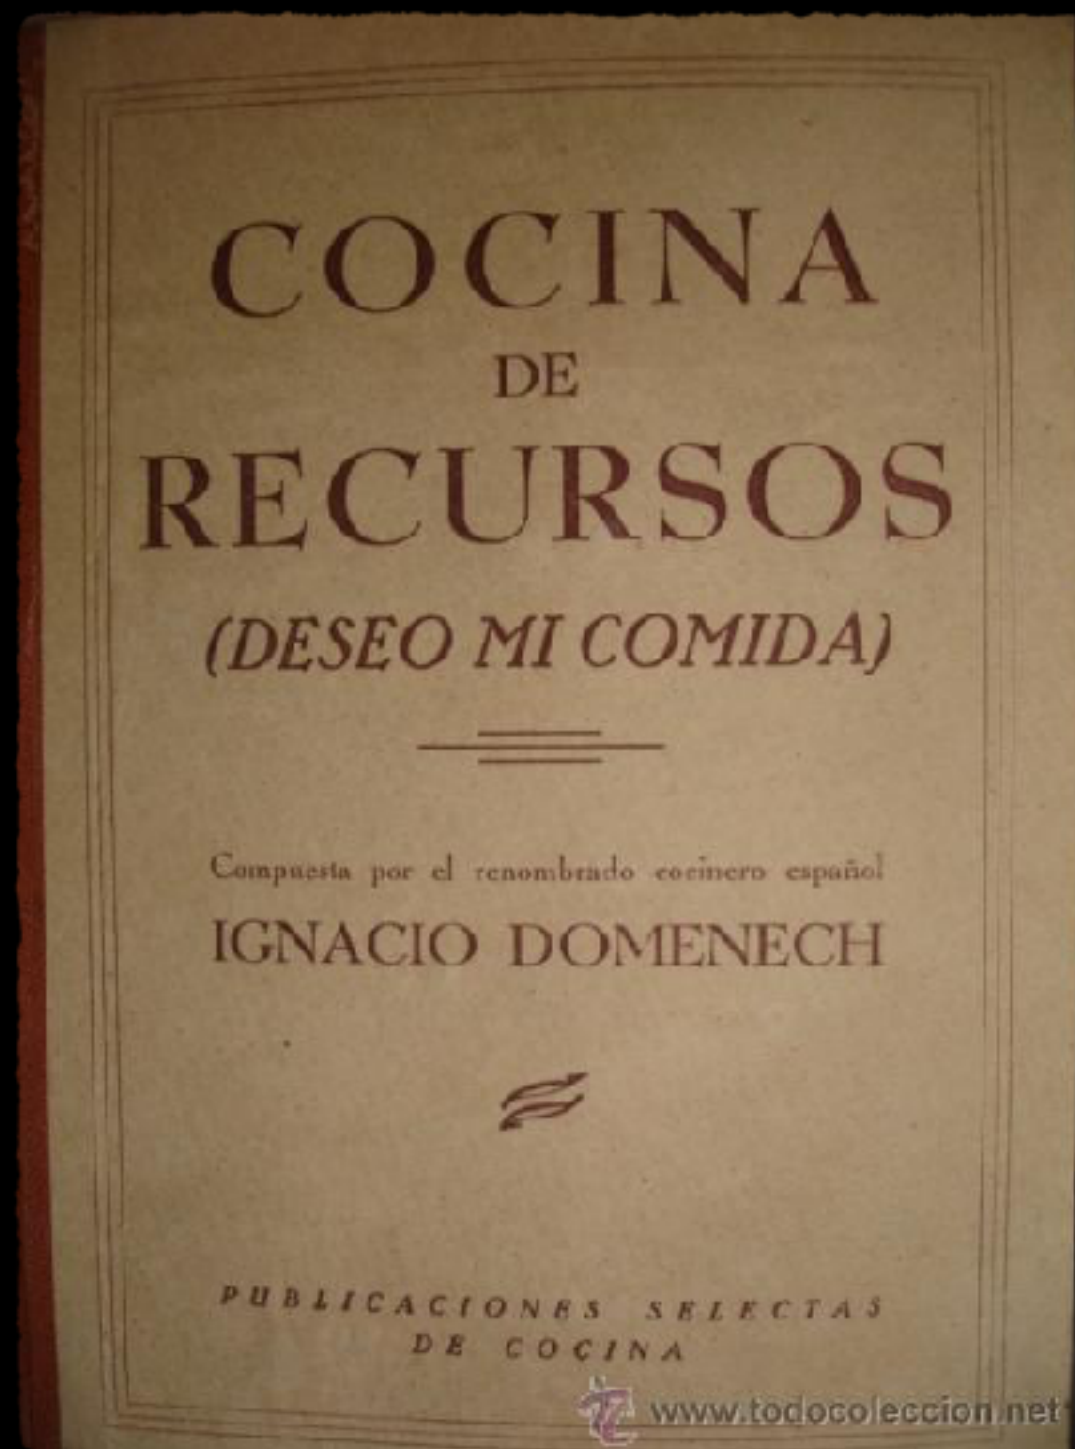 COCINA
DE
RECURSOS
(DESEO MI COMIDA)
Compuesta por el renombrado cocinero español
IGNACIO DOMENECH
PUBLICACIONES SELECTAS
DE COCINA
TC www.todocoleccion.net